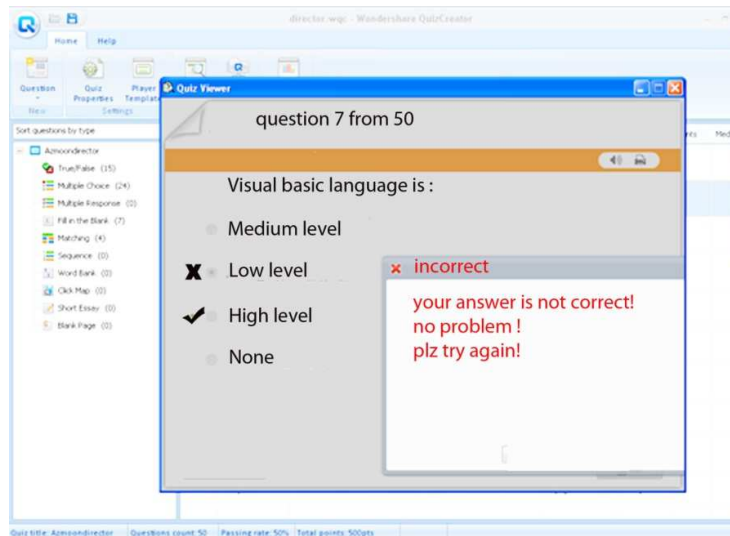 director.wqc - Wondershare QuizCreator
Home Help
Question
Quiz Properties
Player Templates
New
Settings
Sort questions by type
Azmoondirector
True/False (15)
Multiple Choice (24)
Multiple Response (0)
Fill in the Blank (7)
Matching (4)
Sequence (0)
Word Bank (0)
Click Map (0)
Short Essay (0)
Blank Page (0)
Quiz Viewer
question 7 from 50
Visual basic language is :
Medium level
Low level
High level
None
incorrect
your answer is not correct!
no problem !
plz try again!
Quiz title: Azmoondirector Questions count:50 Passing rate: 50% Total points: 500pts